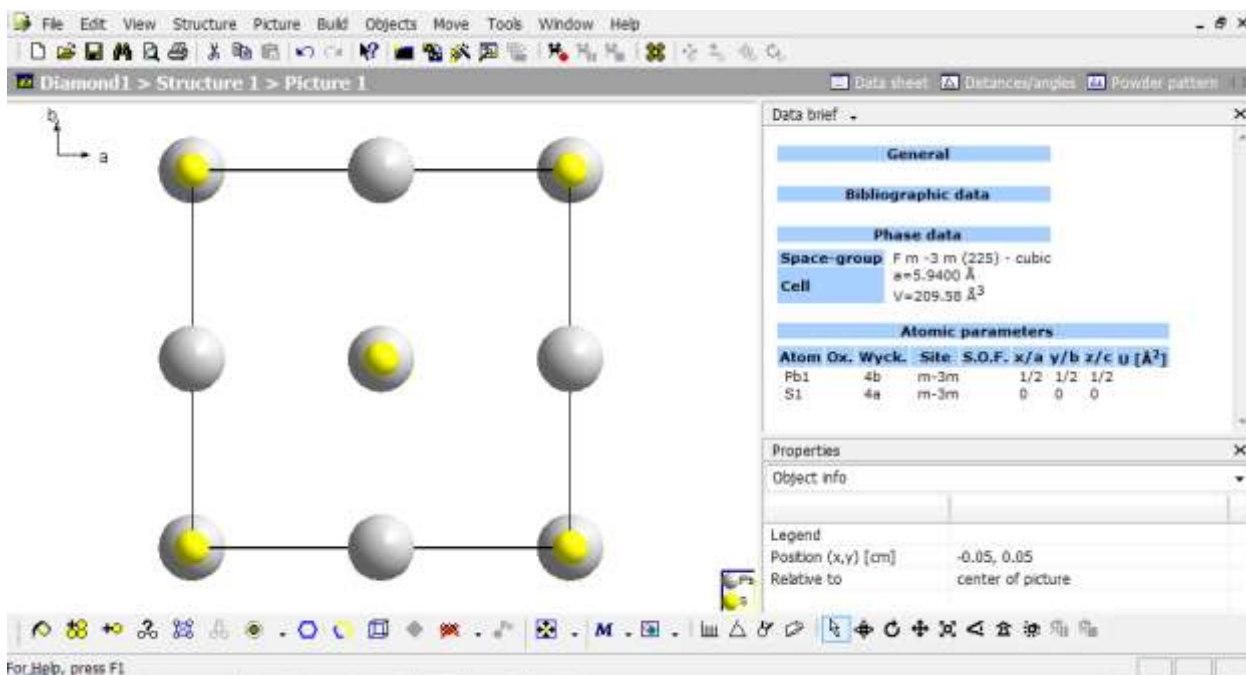 File Edit View Structure Picture Build Objects Move Tools Window Help
Diamond1 > Structure 1 > Picture 1
Data sheet Distances/angles Powder pattern
b
a
Data brief
General
Bibliographic data
Phase data
Space-group F m -3 m (225) - cubic
Cell a=5.9400 Å
V=209.58 Å3
Atomic parameters
Atom Ox. Wyck. Site S.O.F. x/a y/b z/c U [Å2]
Pb1 4b m-3m 1/2 1/2 1/2
S1 4a m-3m 0 0 0
Properties
Object info
Legend
Position (x,y) [cm] -0.05, 0.05
Relative to center of picture
Pb
S
M
For Help, press F1